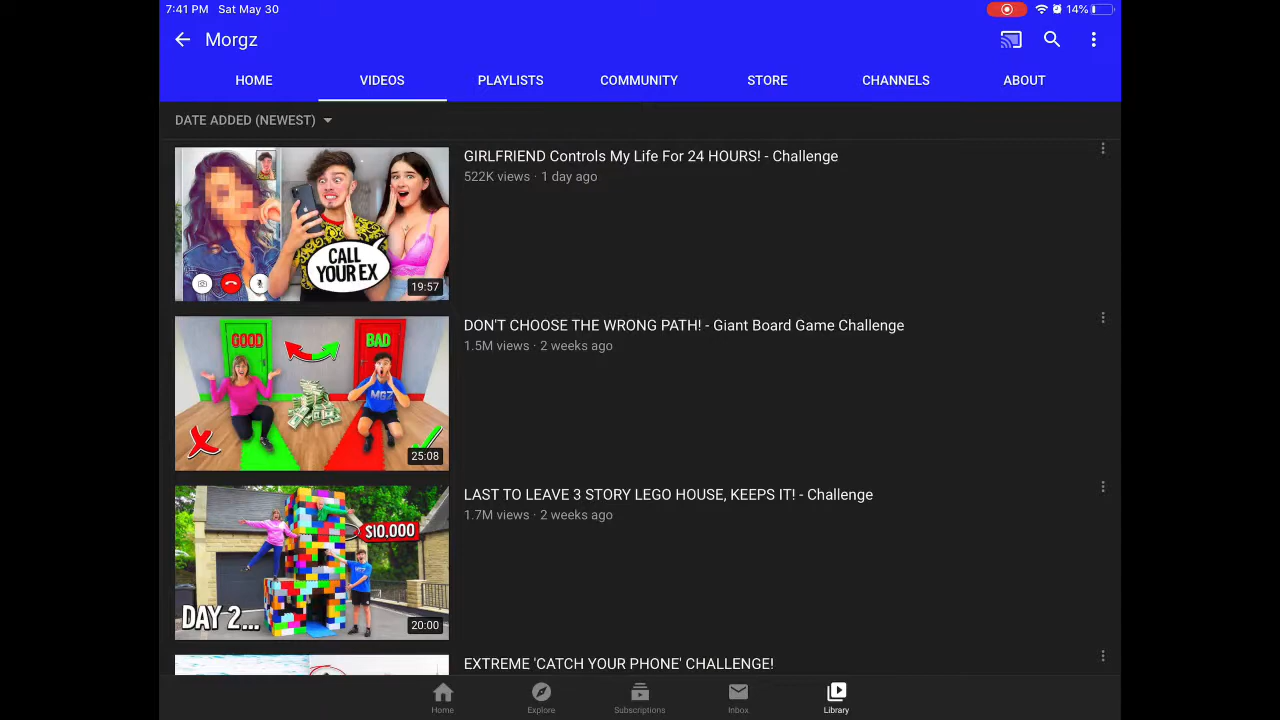 7:41 PM Sat May 30
14%
Morgz
HOME VIDEOS PLAYLISTS COMMUNITY STORE CHANNELS ABOUT
DATE ADDED (NEWEST)
GIRLFRIEND Controls My Life For 24 HOURS! - Challenge
522K views · 1 day ago
CALL
YOUR EX
19:57
DON'T CHOOSE THE WRONG PATH! - Giant Board Game Challenge
1.5M views · 2 weeks ago
GOOD
BAD
MGZ
25:08
LAST TO LEAVE 3 STORY LEGO HOUSE, KEEPS IT! - Challenge
1.7M views · 2 weeks ago
$10,000
DAY 2...
20:00
EXTREME 'CATCH YOUR PHONE' CHALLENGE!
Home Explore Subscriptions Inbox Library